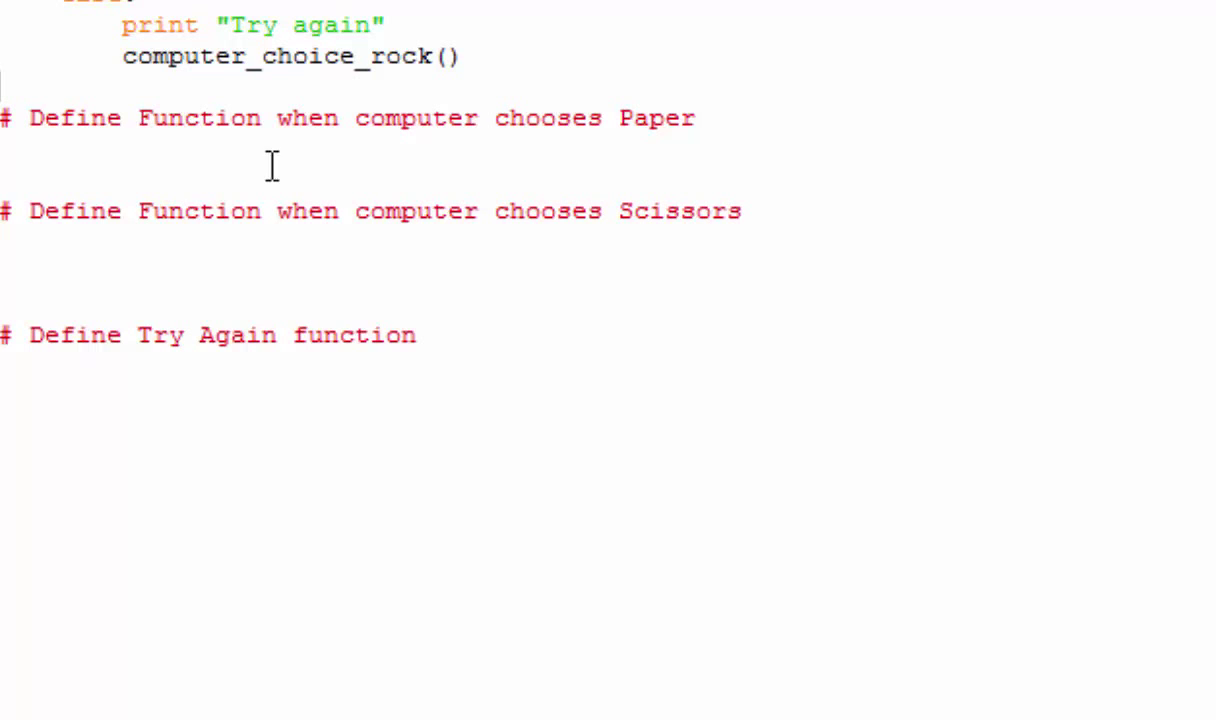 print "Try again"
computer_choice_rock()
# Define Function when computer chooses Paper
# Define Function when computer chooses Scissors
# Define Try Again function